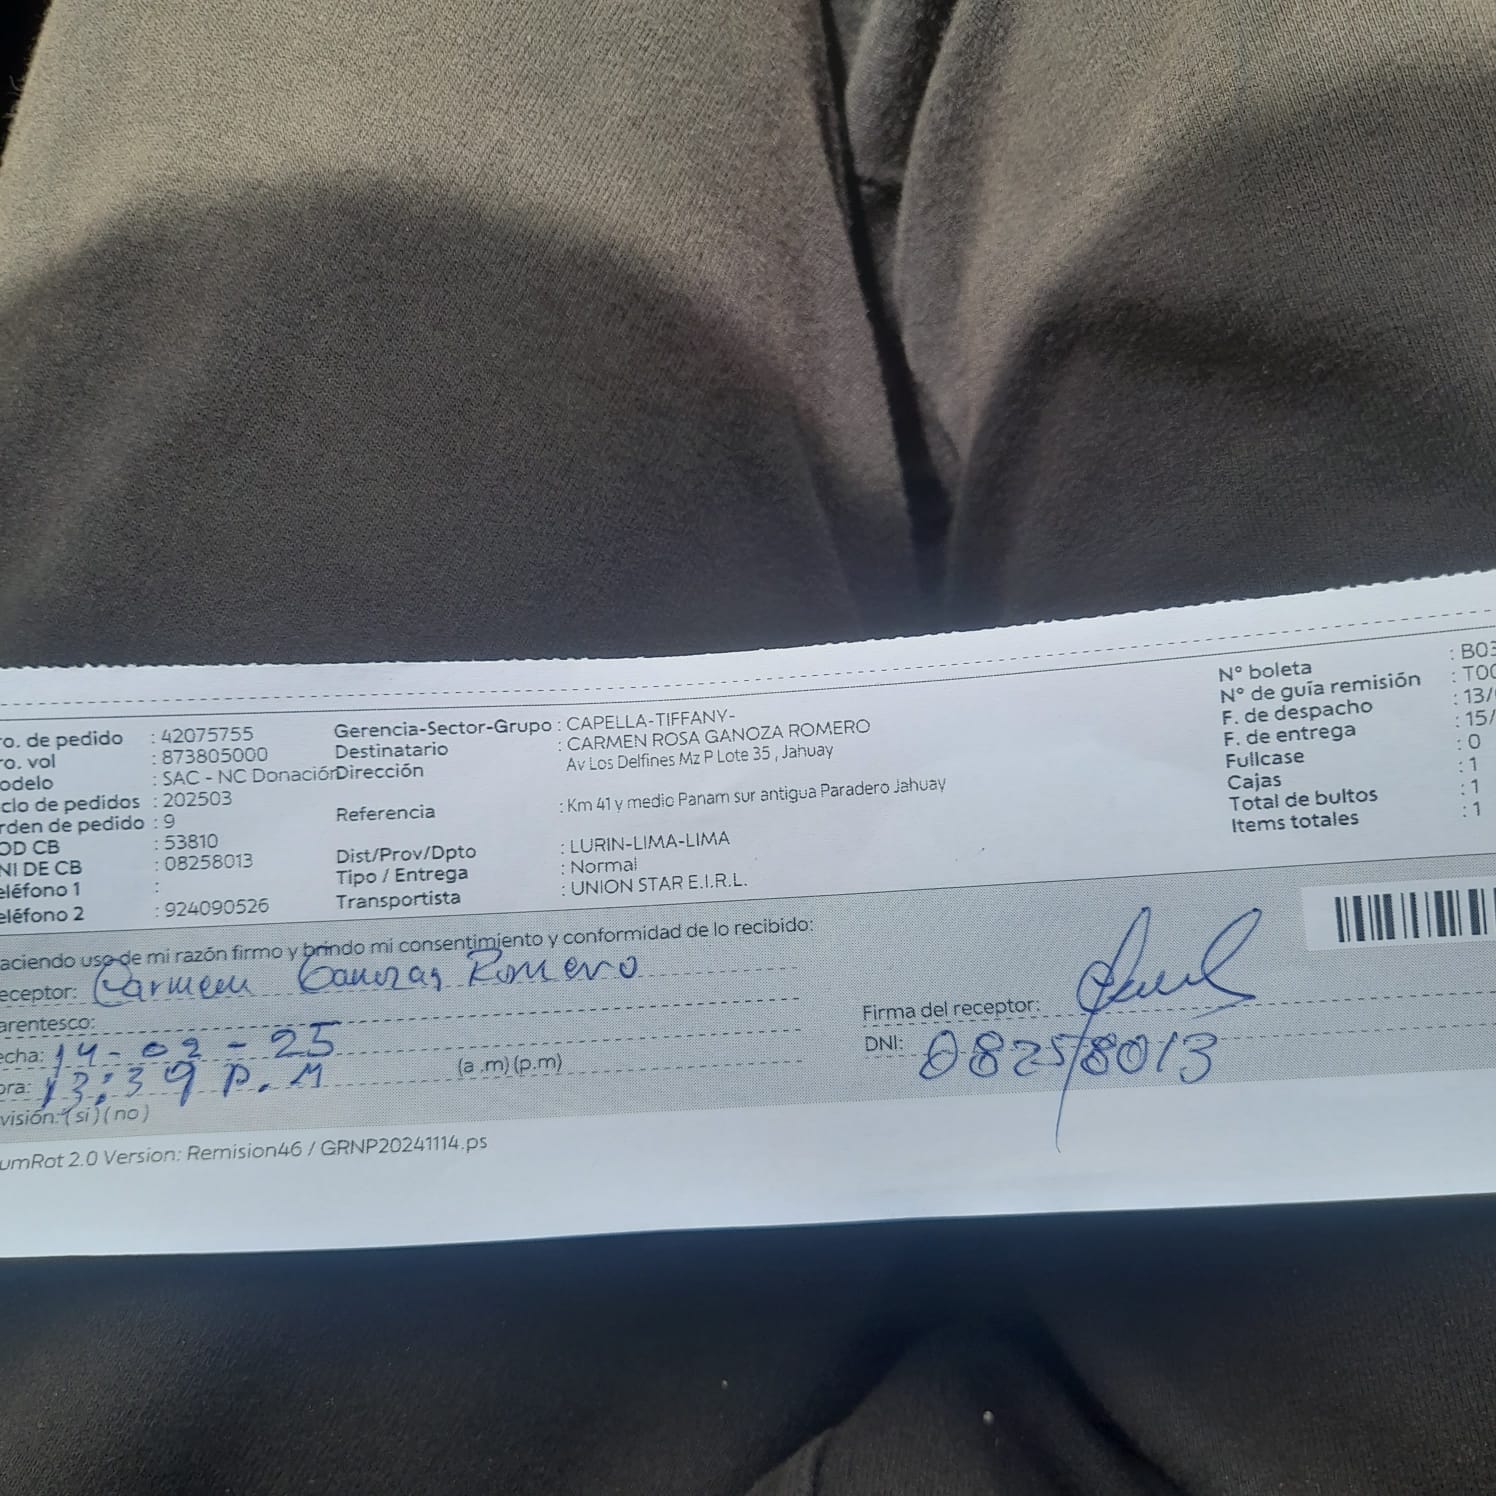 ro. de pedido : 42075755 Gerencia-Sector-Grupo : CAPELLA-TIFFANY- N° boleta : B03
ro. vol : 873805000 Destinatario : CARMEN ROSA GANOZA ROMERO N° de guía remisión : T00
odelo : SAC - NC Donación Dirección Av Los Delfines Mz P Lote 35 , Jahuay F. de despacho : 13/
clo de pedidos : 202503 F. de entrega : 15/
rden de pedido : 9 Referencia : Km 41 y medio Panam sur antigua Paradero Jahuay Fullcase : 0
OD CB : 53810 Cajas : 1
NI DE CB : 08258013 Dist/Prov/Dpto : LURIN-LIMA-LIMA Total de bultos : 1
eléfono 1 : Tipo / Entrega : Normal Items totales : 1
eléfono 2 : 924090526 Transportista : UNION STAR E.I.R.L.
aciendo uso de mi razón firmo y brindo mi consentimiento y conformidad de lo recibido:
eceptor: Carmen Ganozas Romero
arentesco: Firma del receptor:
echa: 14-02-25 DNI: 08258013
ora: 13:39 P.M (a .m) (p.m)
visión: (si) (no)
umRot 2.0 Version: Remision46 / GRNP20241114.ps